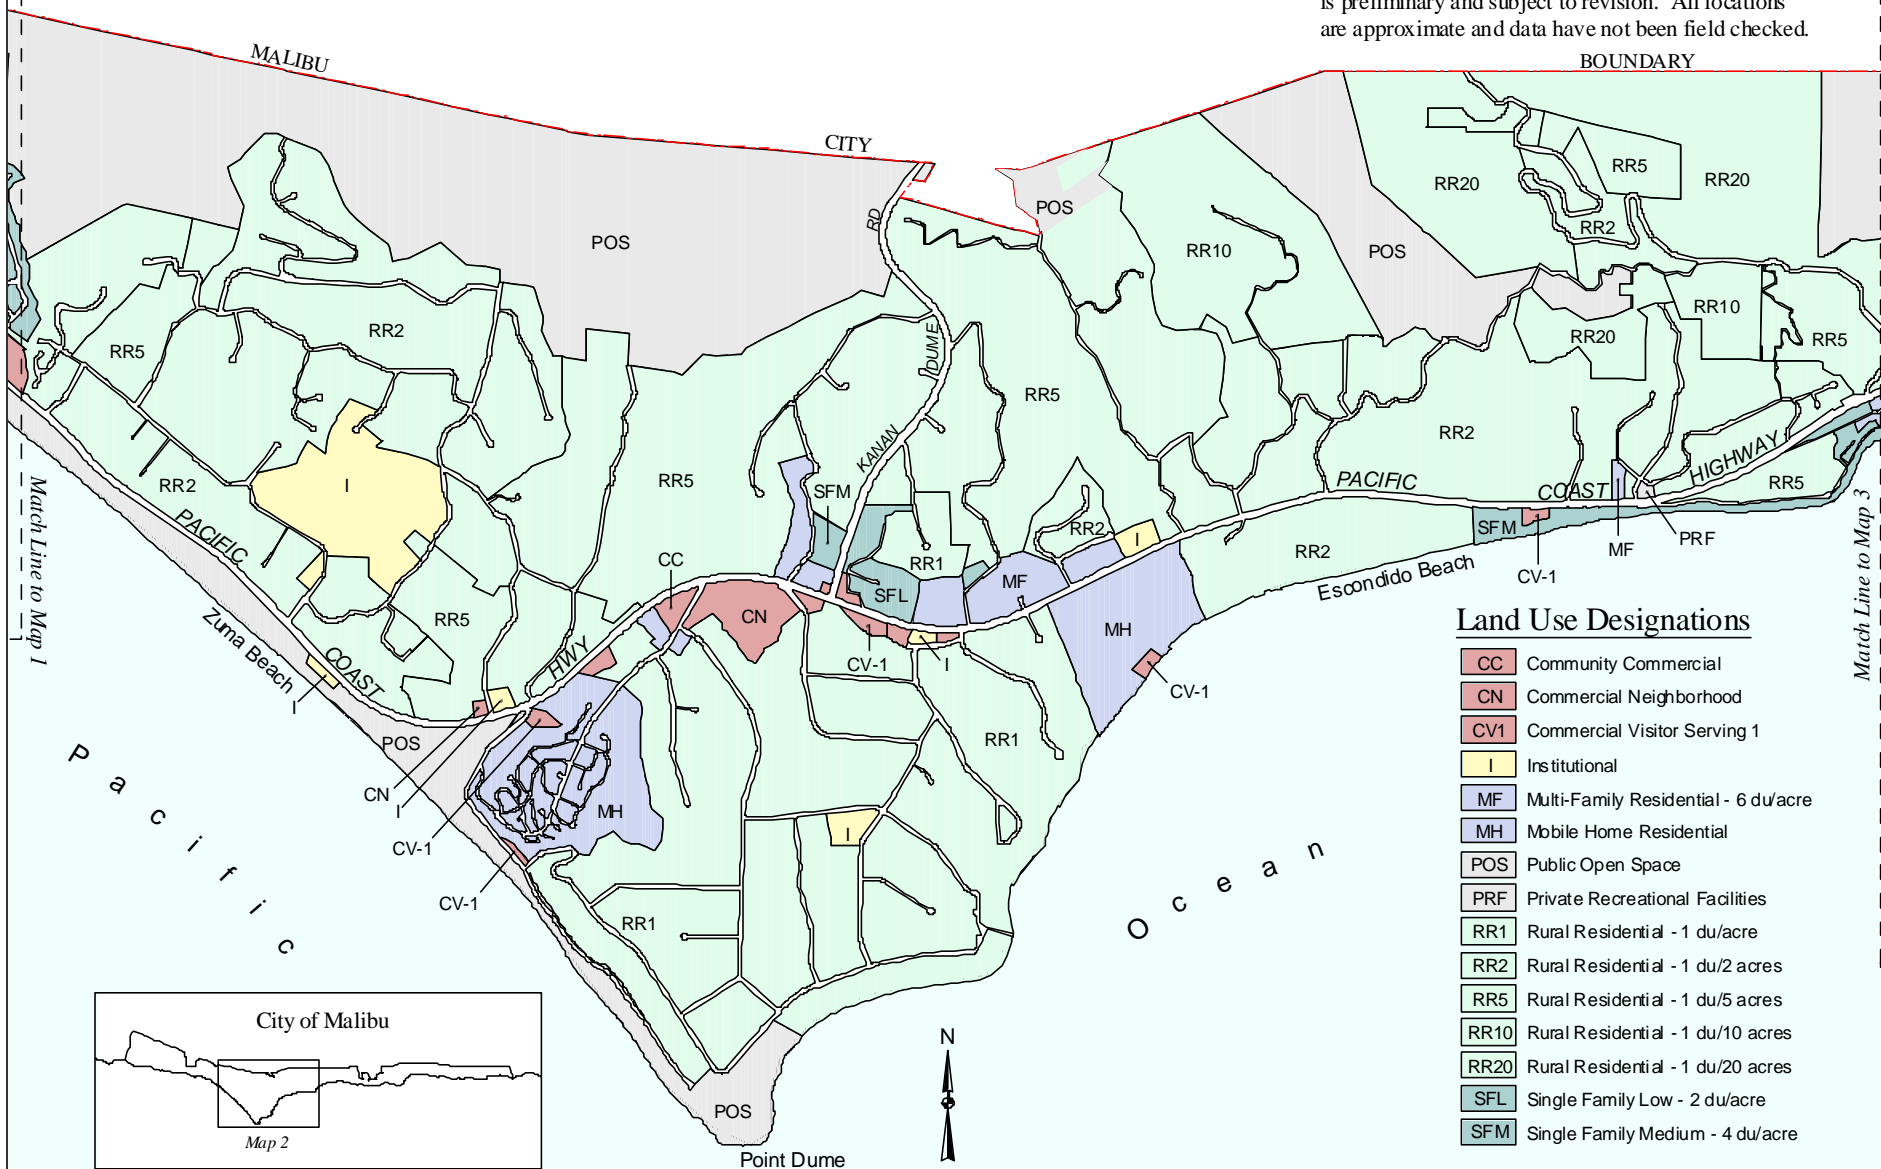 is preliminary and subject to revision. All locations
are approximate and data have not been field checked.
MALIBU
CITY
BOUNDARY
POS
RD
POS
RR10
POS
RR20
RR5
RR20
RR2
RR5
RR2
DUME
RR5
RR20
RR10
RR5
RR2
I
RR5
KANAN
SFM
RR2
PACIFIC
COAST
HIGHWAY
RR5
Match Line to Map 1
PACIFIC
COAST
HWY
Zuma Beach
I
RR5
CC
CN
SFL
RR1
MF
RR2
I
MH
RR2
SFM
CV-1
MF
PRF
Escondido Beach
Match Line to Map 3
CV-1
I
CV-1
POS
CN
I
CV-1
MH
CV-1
RR1
I
RR1
POS
Point Dume
Pacific
Ocean
N
Land Use Designations
CC Community Commercial
CN Commercial Neighborhood
CV1 Commercial Visitor Serving 1
I Institutional
MF Multi-Family Residential - 6 du/acre
MH Mobile Home Residential
POS Public Open Space
PRF Private Recreational Facilities
RR1 Rural Residential - 1 du/acre
RR2 Rural Residential - 1 du/2 acres
RR5 Rural Residential - 1 du/5 acres
RR10 Rural Residential - 1 du/10 acres
RR20 Rural Residential - 1 du/20 acres
SFL Single Family Low - 2 du/acre
SFM Single Family Medium - 4 du/acre
City of Malibu
Map 2